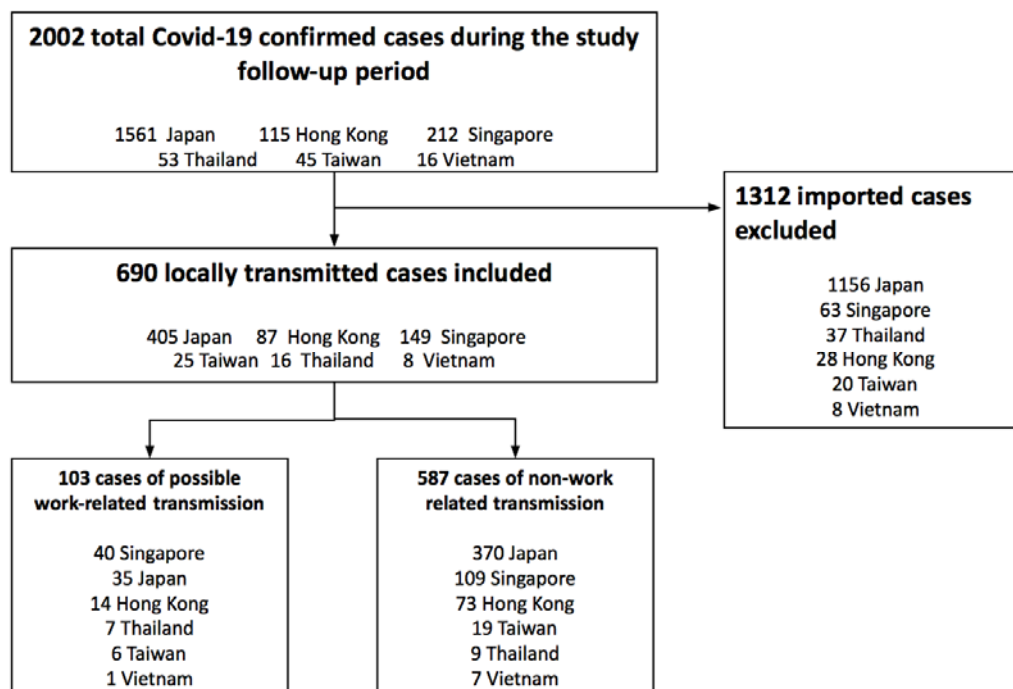 2002 total Covid-19 confirmed cases during the study
follow-up period
1561 Japan 115 Hong Kong 212 Singapore
53 Thailand 45 Taiwan 16 Vietnam
1312 imported cases
excluded
1156 Japan
63 Singapore
37 Thailand
28 Hong Kong
20 Taiwan
8 Vietnam
690 locally transmitted cases included
405 Japan 87 Hong Kong 149 Singapore
25 Taiwan 16 Thailand 8 Vietnam
103 cases of possible
work-related transmission
40 Singapore
35 Japan
14 Hong Kong
7 Thailand
6 Taiwan
1 Vietnam
587 cases of non-work
related transmission
370 Japan
109 Singapore
73 Hong Kong
19 Taiwan
9 Thailand
7 Vietnam